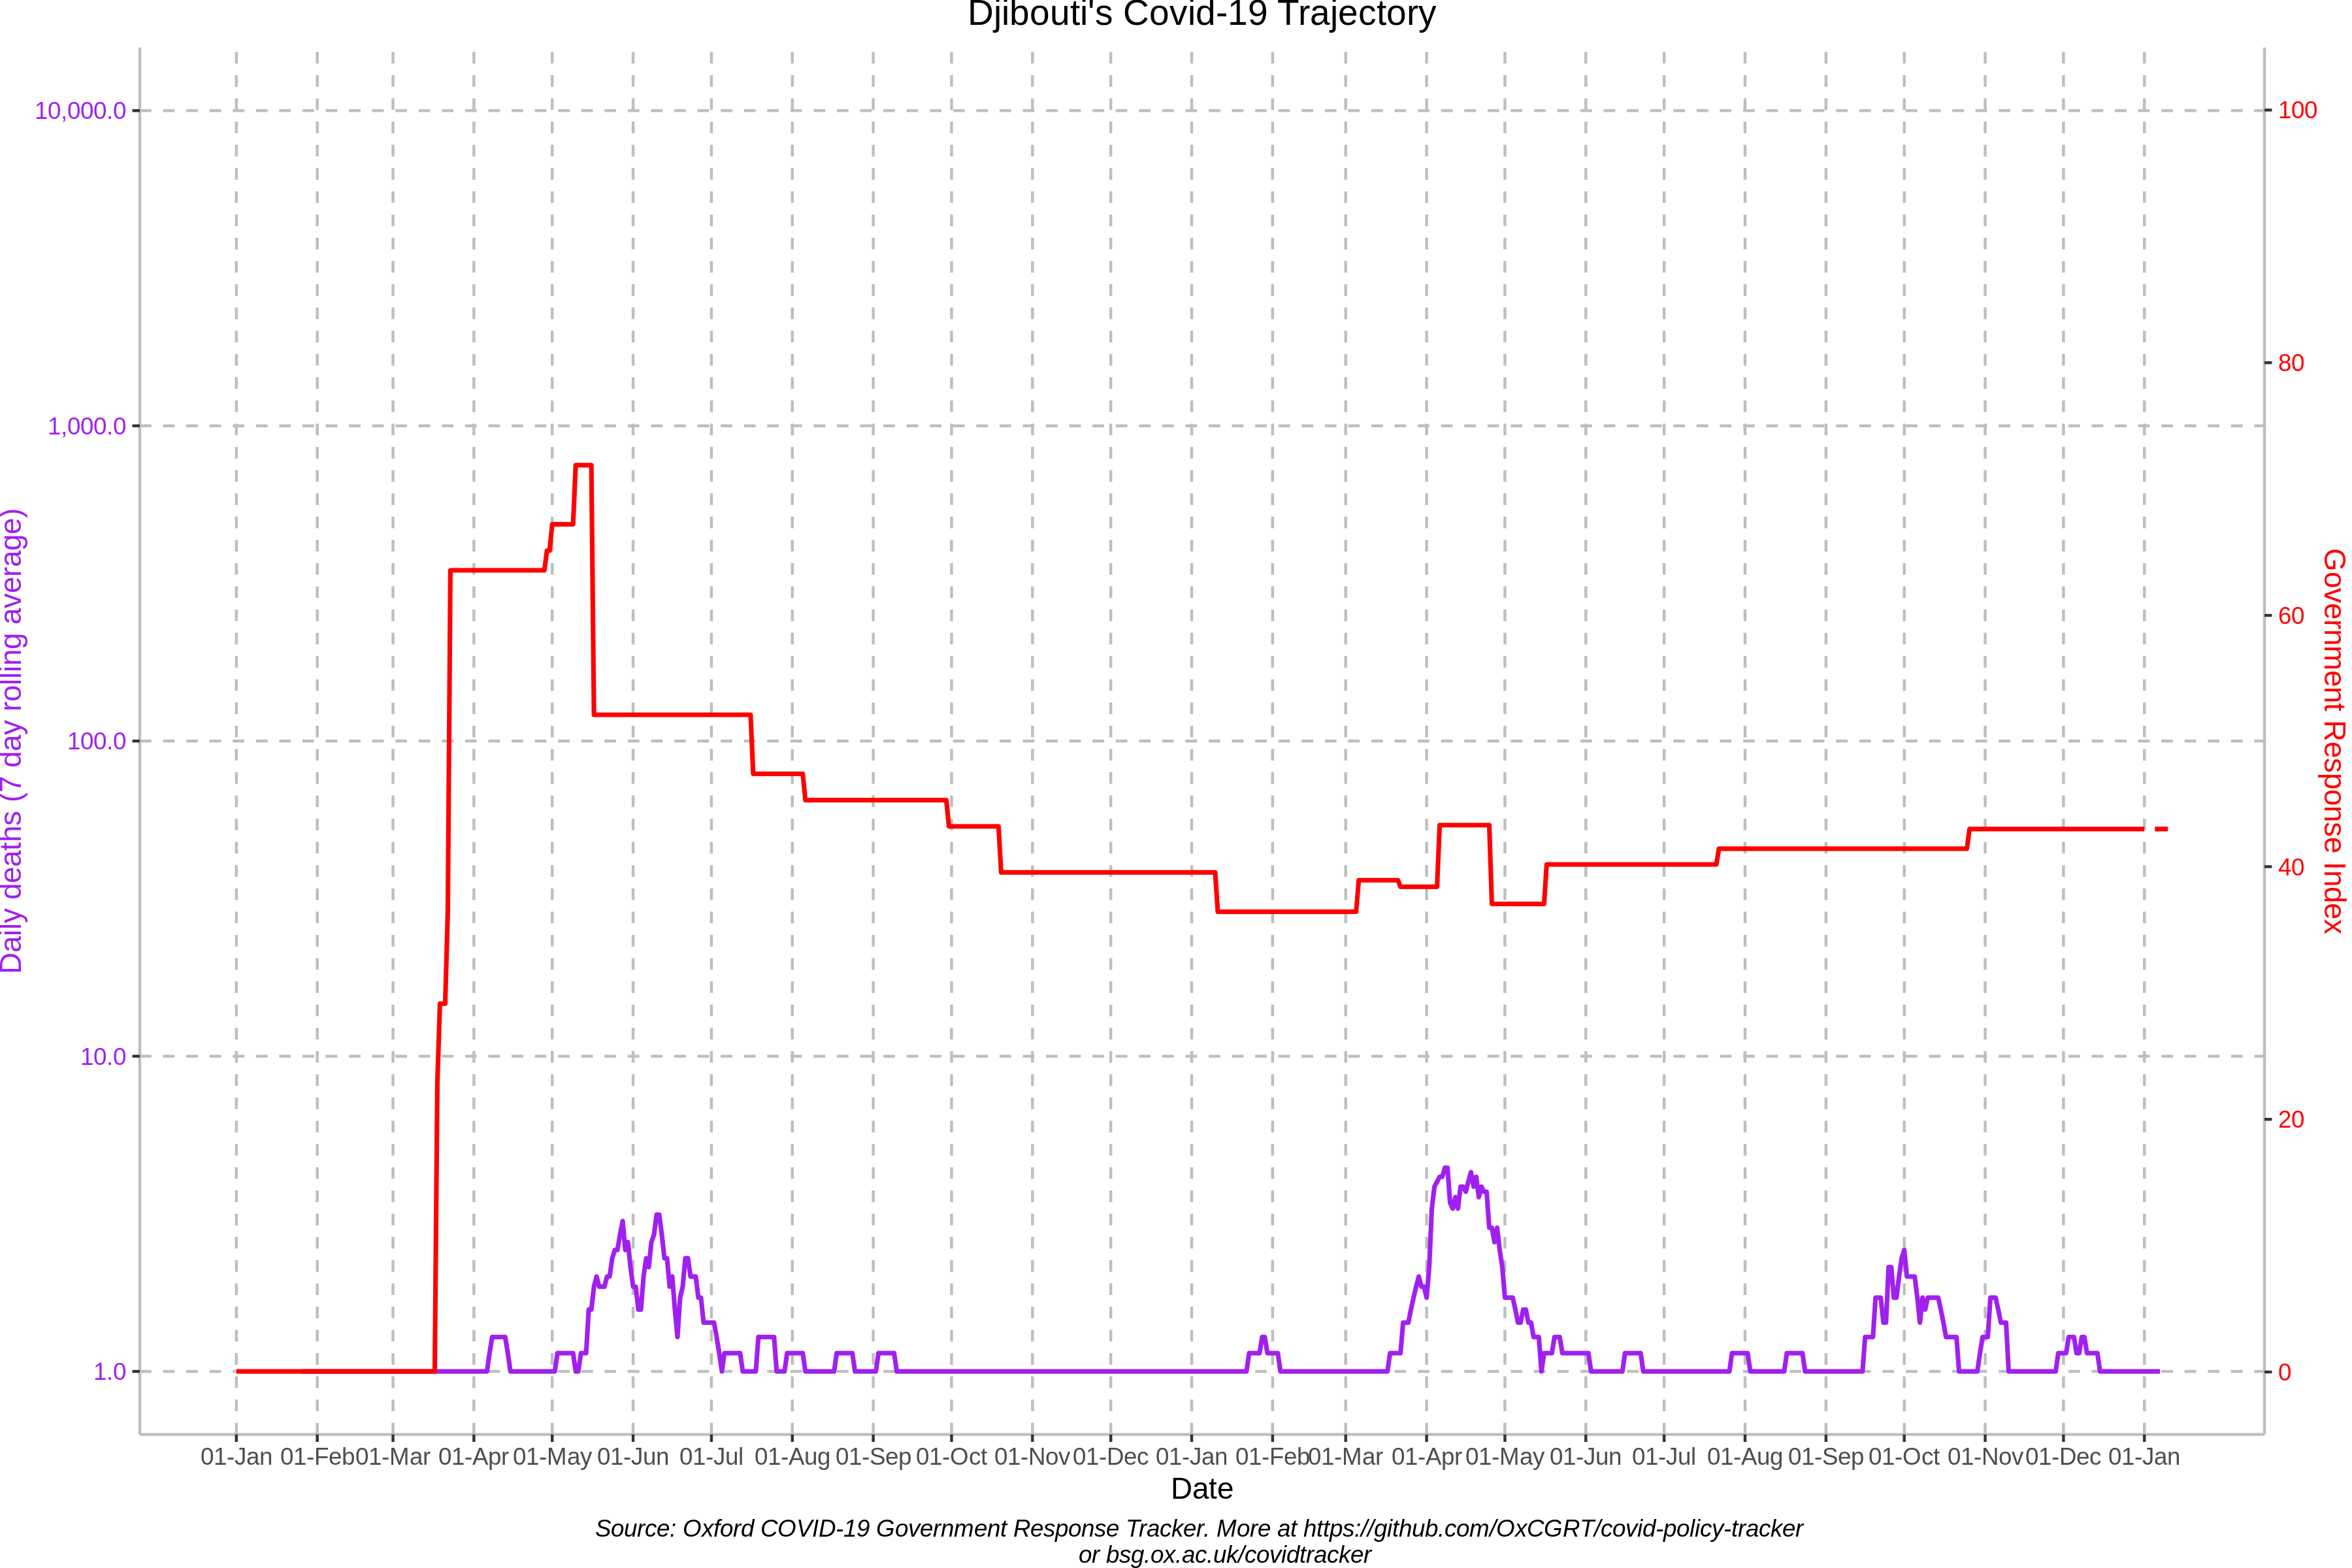 Djibouti's Covid-19 Trajectory
10,000.0
1,000.0
100.0
10.0
1.0
Daily deaths (7 day rolling average)
100
80
60
40
20
0
Government Response Index
01-Jan 01-Feb 01-Mar 01-Apr 01-May 01-Jun 01-Jul 01-Aug 01-Sep 01-Oct 01-Nov 01-Dec 01-Jan 01-Feb 01-Mar 01-Apr 01-May 01-Jun 01-Jul 01-Aug 01-Sep 01-Oct 01-Nov 01-Dec 01-Jan
Date
Source: Oxford COVID-19 Government Response Tracker. More at https://github.com/OxCGRT/covid-policy-tracker
or bsg.ox.ac.uk/covidtracker